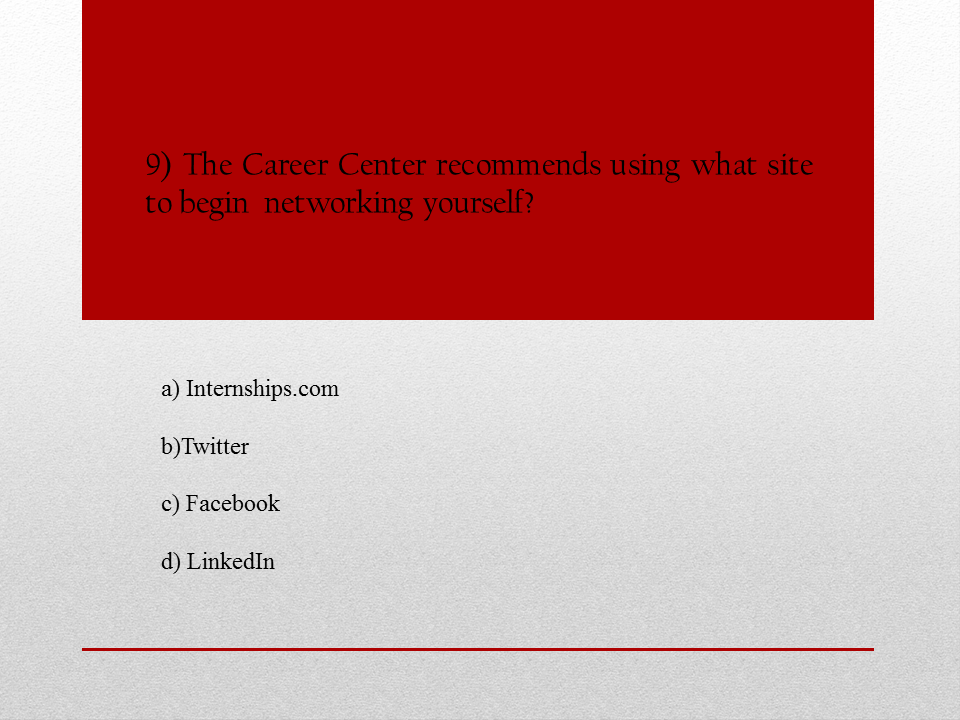 9) The Career Center recommends using what site
to begin networking yourself?
a) Internships.com
b)Twitter
c) Facebook
d) LinkedIn